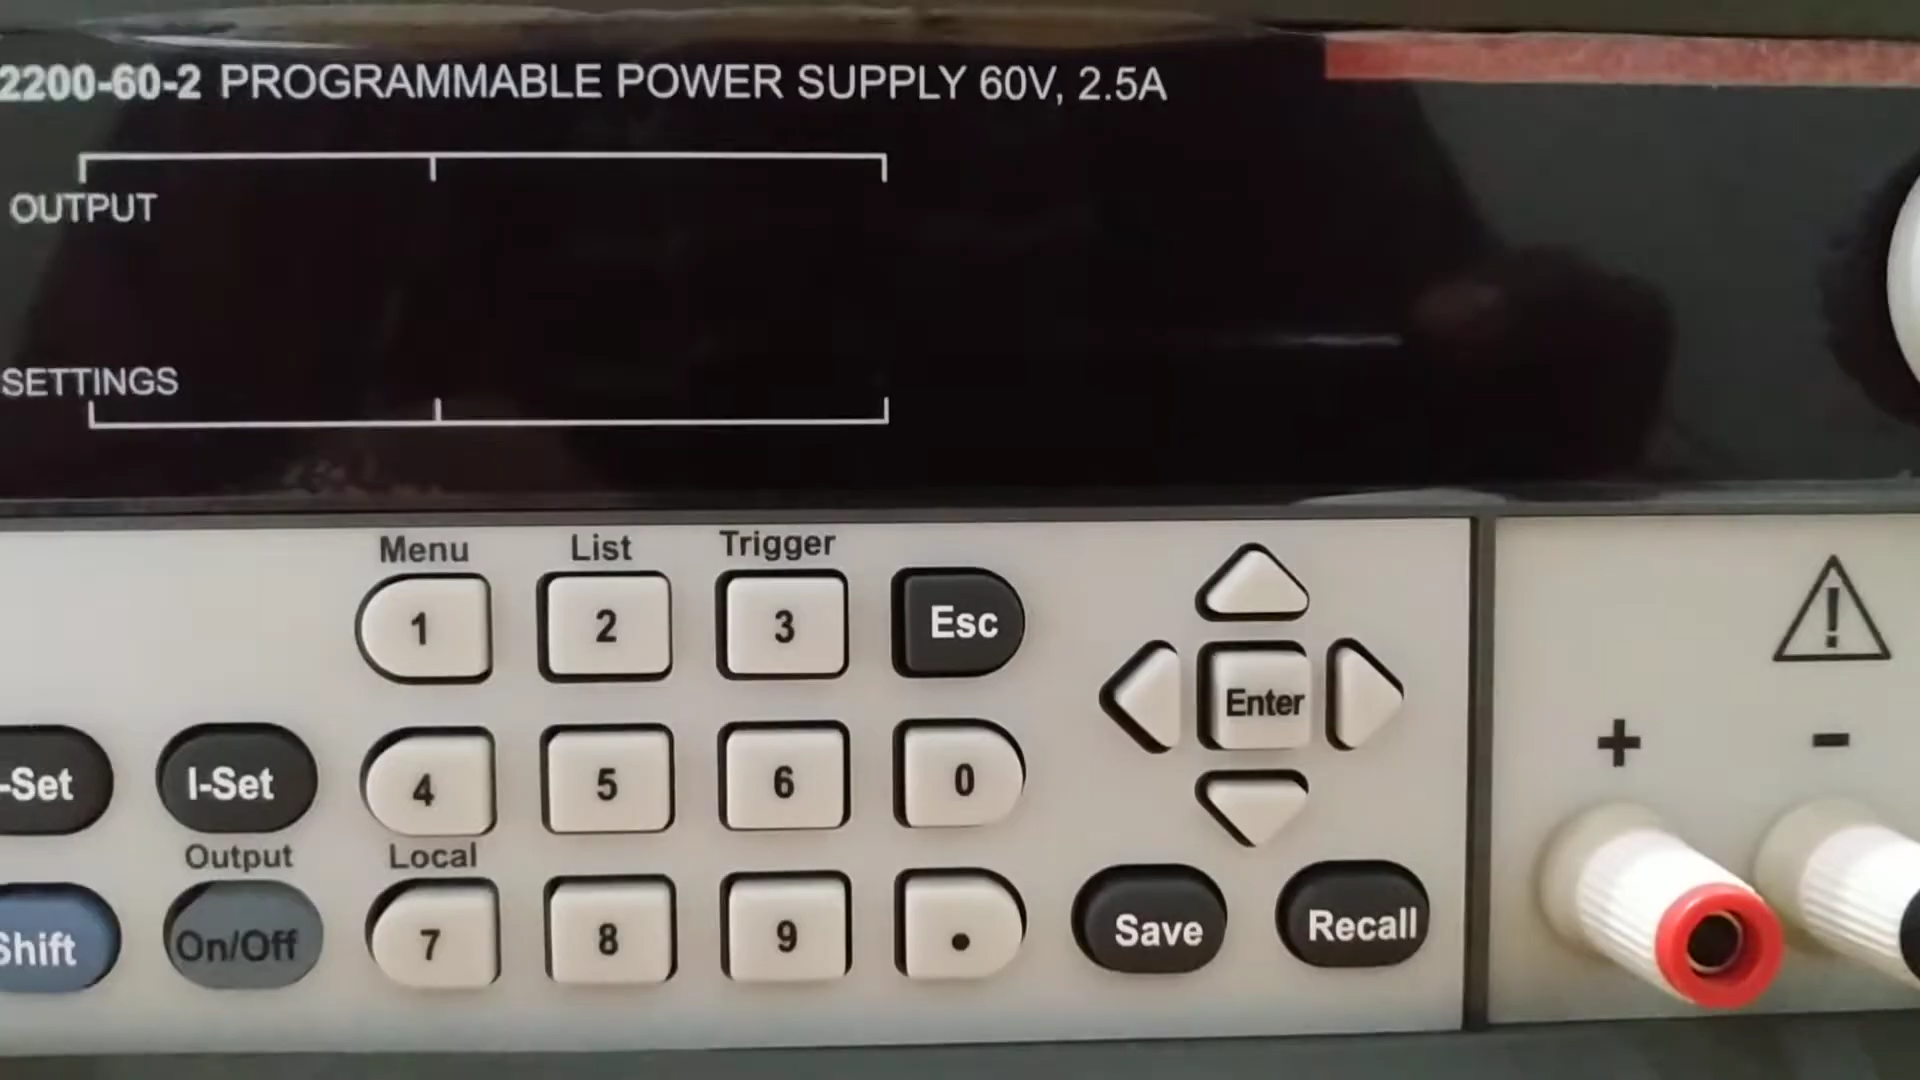 2200-60-2 PROGRAMMABLE POWER SUPPLY 60V, 2.5A
OUTPUT
SETTINGS
Menu List Trigger
1 2 3 Esc
Enter
-Set I-Set 4 5 6 0
+ -
Output Local
Shift On/Off 7 8 9 . Save Recall